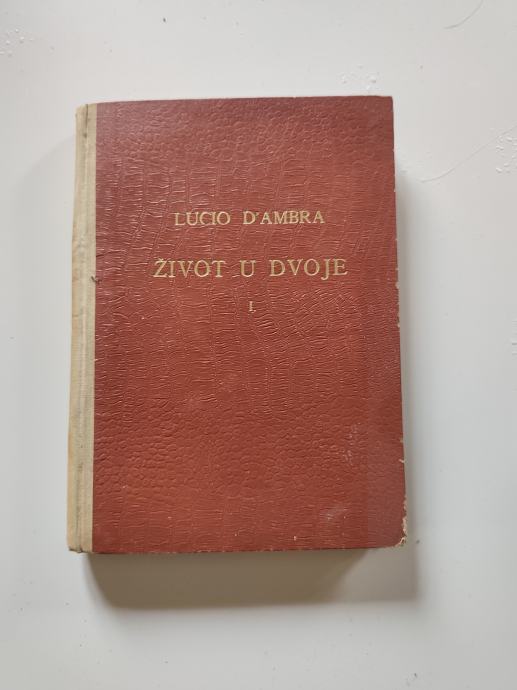 LUCIO D'AMBRA
ŽIVOT U DVOJE
I.